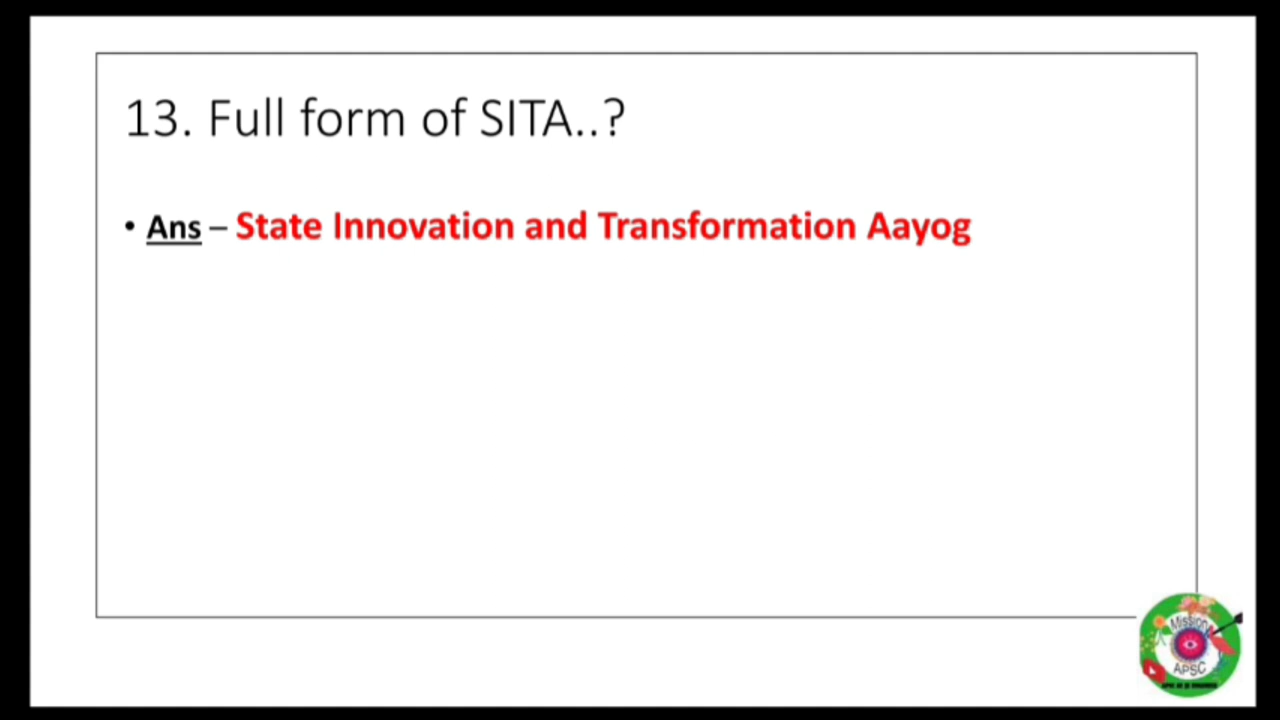 13. Full form of SITA..?
• Ans – State Innovation and Transformation Aayog
Mission
APSC